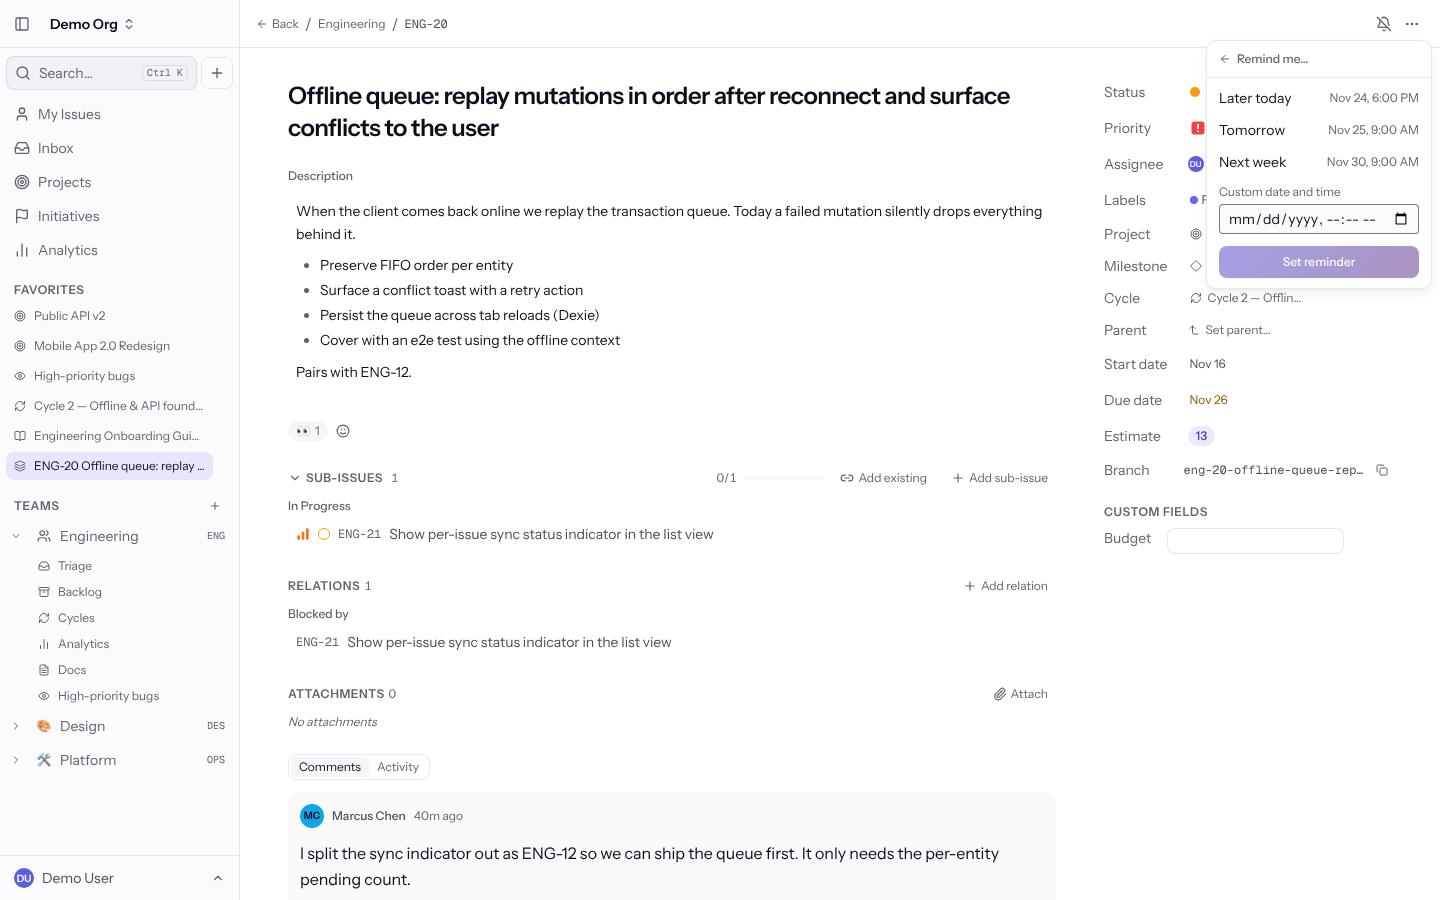 Demo Org
Search...
Ctrl K
My Issues
Inbox
Projects
Initiatives
Analytics
FAVORITES
Public API v2
Mobile App 2.0 Redesign
High-priority bugs
Cycle 2 — Offline & API found...
Engineering Onboarding Gui...
ENG-20 Offline queue: replay ...
TEAMS
Engineering ENG
Triage
Backlog
Cycles
Analytics
Docs
High-priority bugs
Design DES
Platform OPS
DU Demo User
Back / Engineering / ENG-20
Offline queue: replay mutations in order after reconnect and surface
conflicts to the user
Description
When the client comes back online we replay the transaction queue. Today a failed mutation silently drops everything
behind it.
Preserve FIFO order per entity
Surface a conflict toast with a retry action
Persist the queue across tab reloads (Dexie)
Cover with an e2e test using the offline context
Pairs with ENG-12.
1
SUB-ISSUES 1 0/1 Add existing Add sub-issue
In Progress
ENG-21 Show per-issue sync status indicator in the list view
RELATIONS 1 Add relation
Blocked by
ENG-21 Show per-issue sync status indicator in the list view
ATTACHMENTS 0 Attach
No attachments
Comments Activity
MC Marcus Chen 40m ago
I split the sync indicator out as ENG-12 so we can ship the queue first. It only needs the per-entity
pending count.
Status
Priority
Assignee DU
Labels
Project
Milestone
Cycle Cycle 2 — Offlin...
Parent Set parent...
Start date Nov 16
Due date Nov 26
Estimate 13
Branch eng-20-offline-queue-rep...
CUSTOM FIELDS
Budget
Remind me...
Later today Nov 24, 6:00 PM
Tomorrow Nov 25, 9:00 AM
Next week Nov 30, 9:00 AM
Custom date and time
mm/dd/yyyy, --:-- --
Set reminder